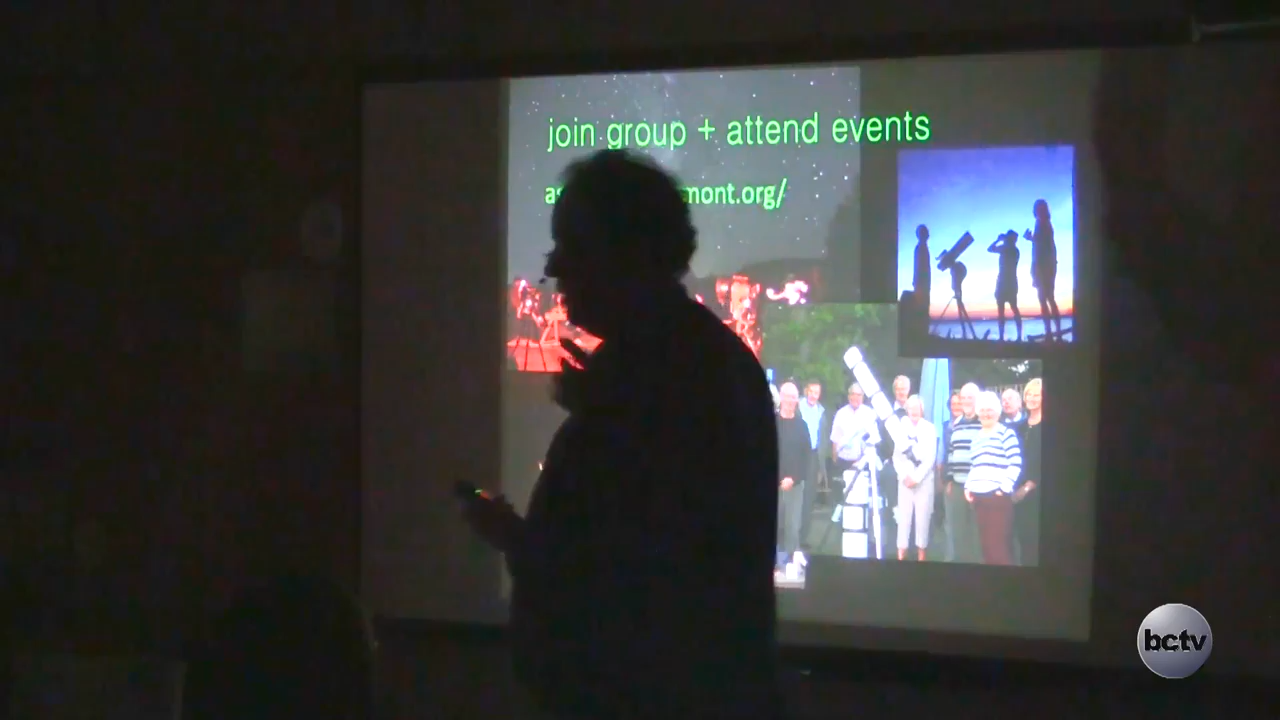 join group + attend events
mont.org/
bctv